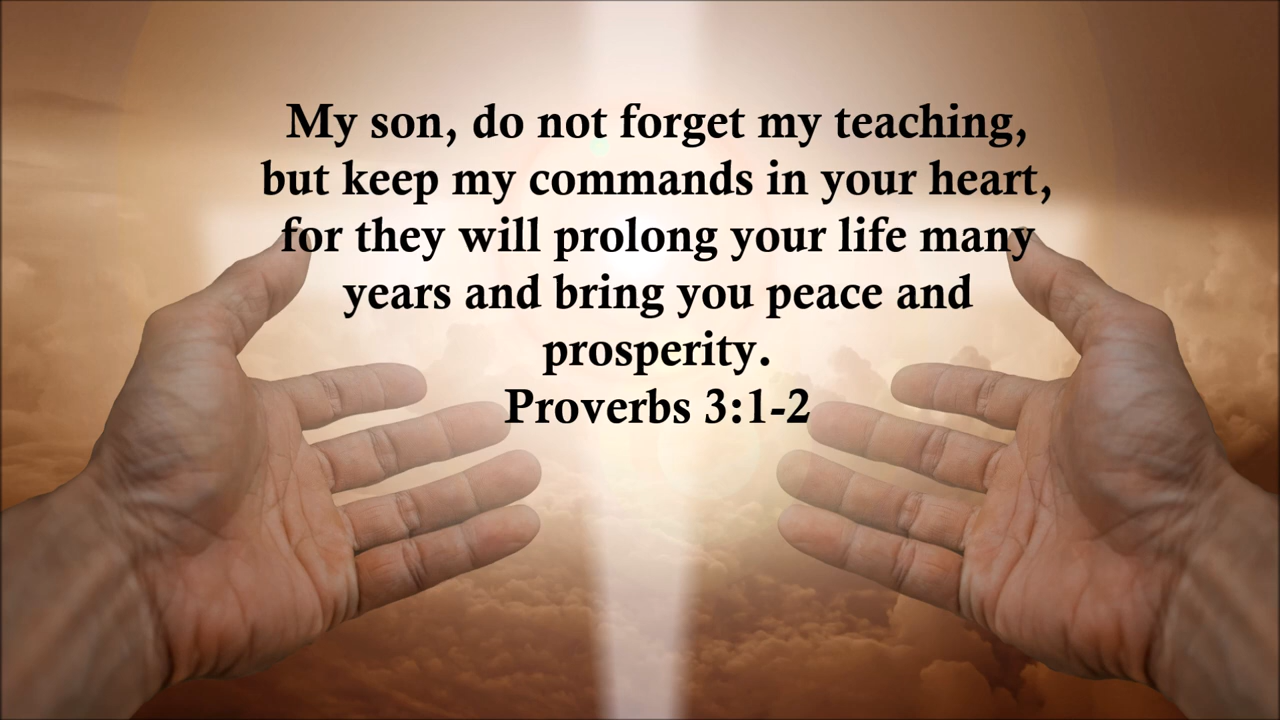 My son, do not forget my teaching,
but keep my commands in your heart,
for they will prolong your life many
years and bring you peace and
prosperity.
Proverbs 3:1-2